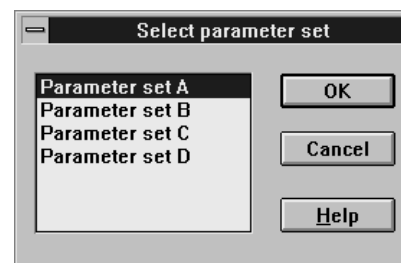 Select parameter set
Parameter set A
Parameter set B
Parameter set C
Parameter set D
OK
Cancel
Help